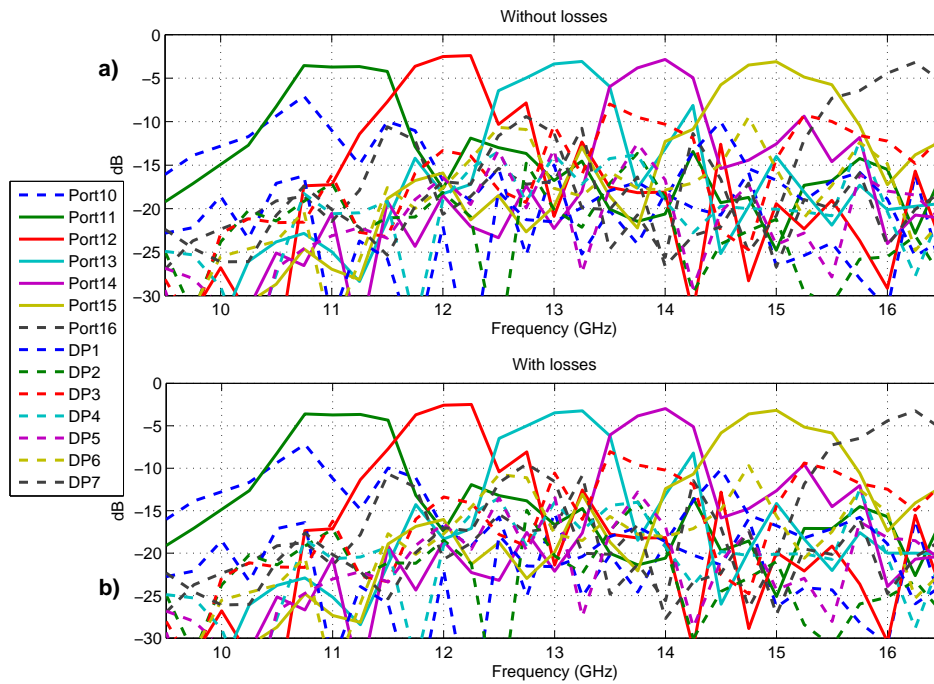 Without losses
a)
0
−5
−10
−15
−20
−25
−30
dB
10
11
12
13
14
15
16
Frequency (GHz)
Port10
Port11
Port12
Port13
Port14
Port15
Port16
DP1
DP2
DP3
DP4
DP5
DP6
DP7
With losses
b)
0
−5
−10
−15
−20
−25
−30
dB
10
11
12
13
14
15
16
Frequency (GHz)